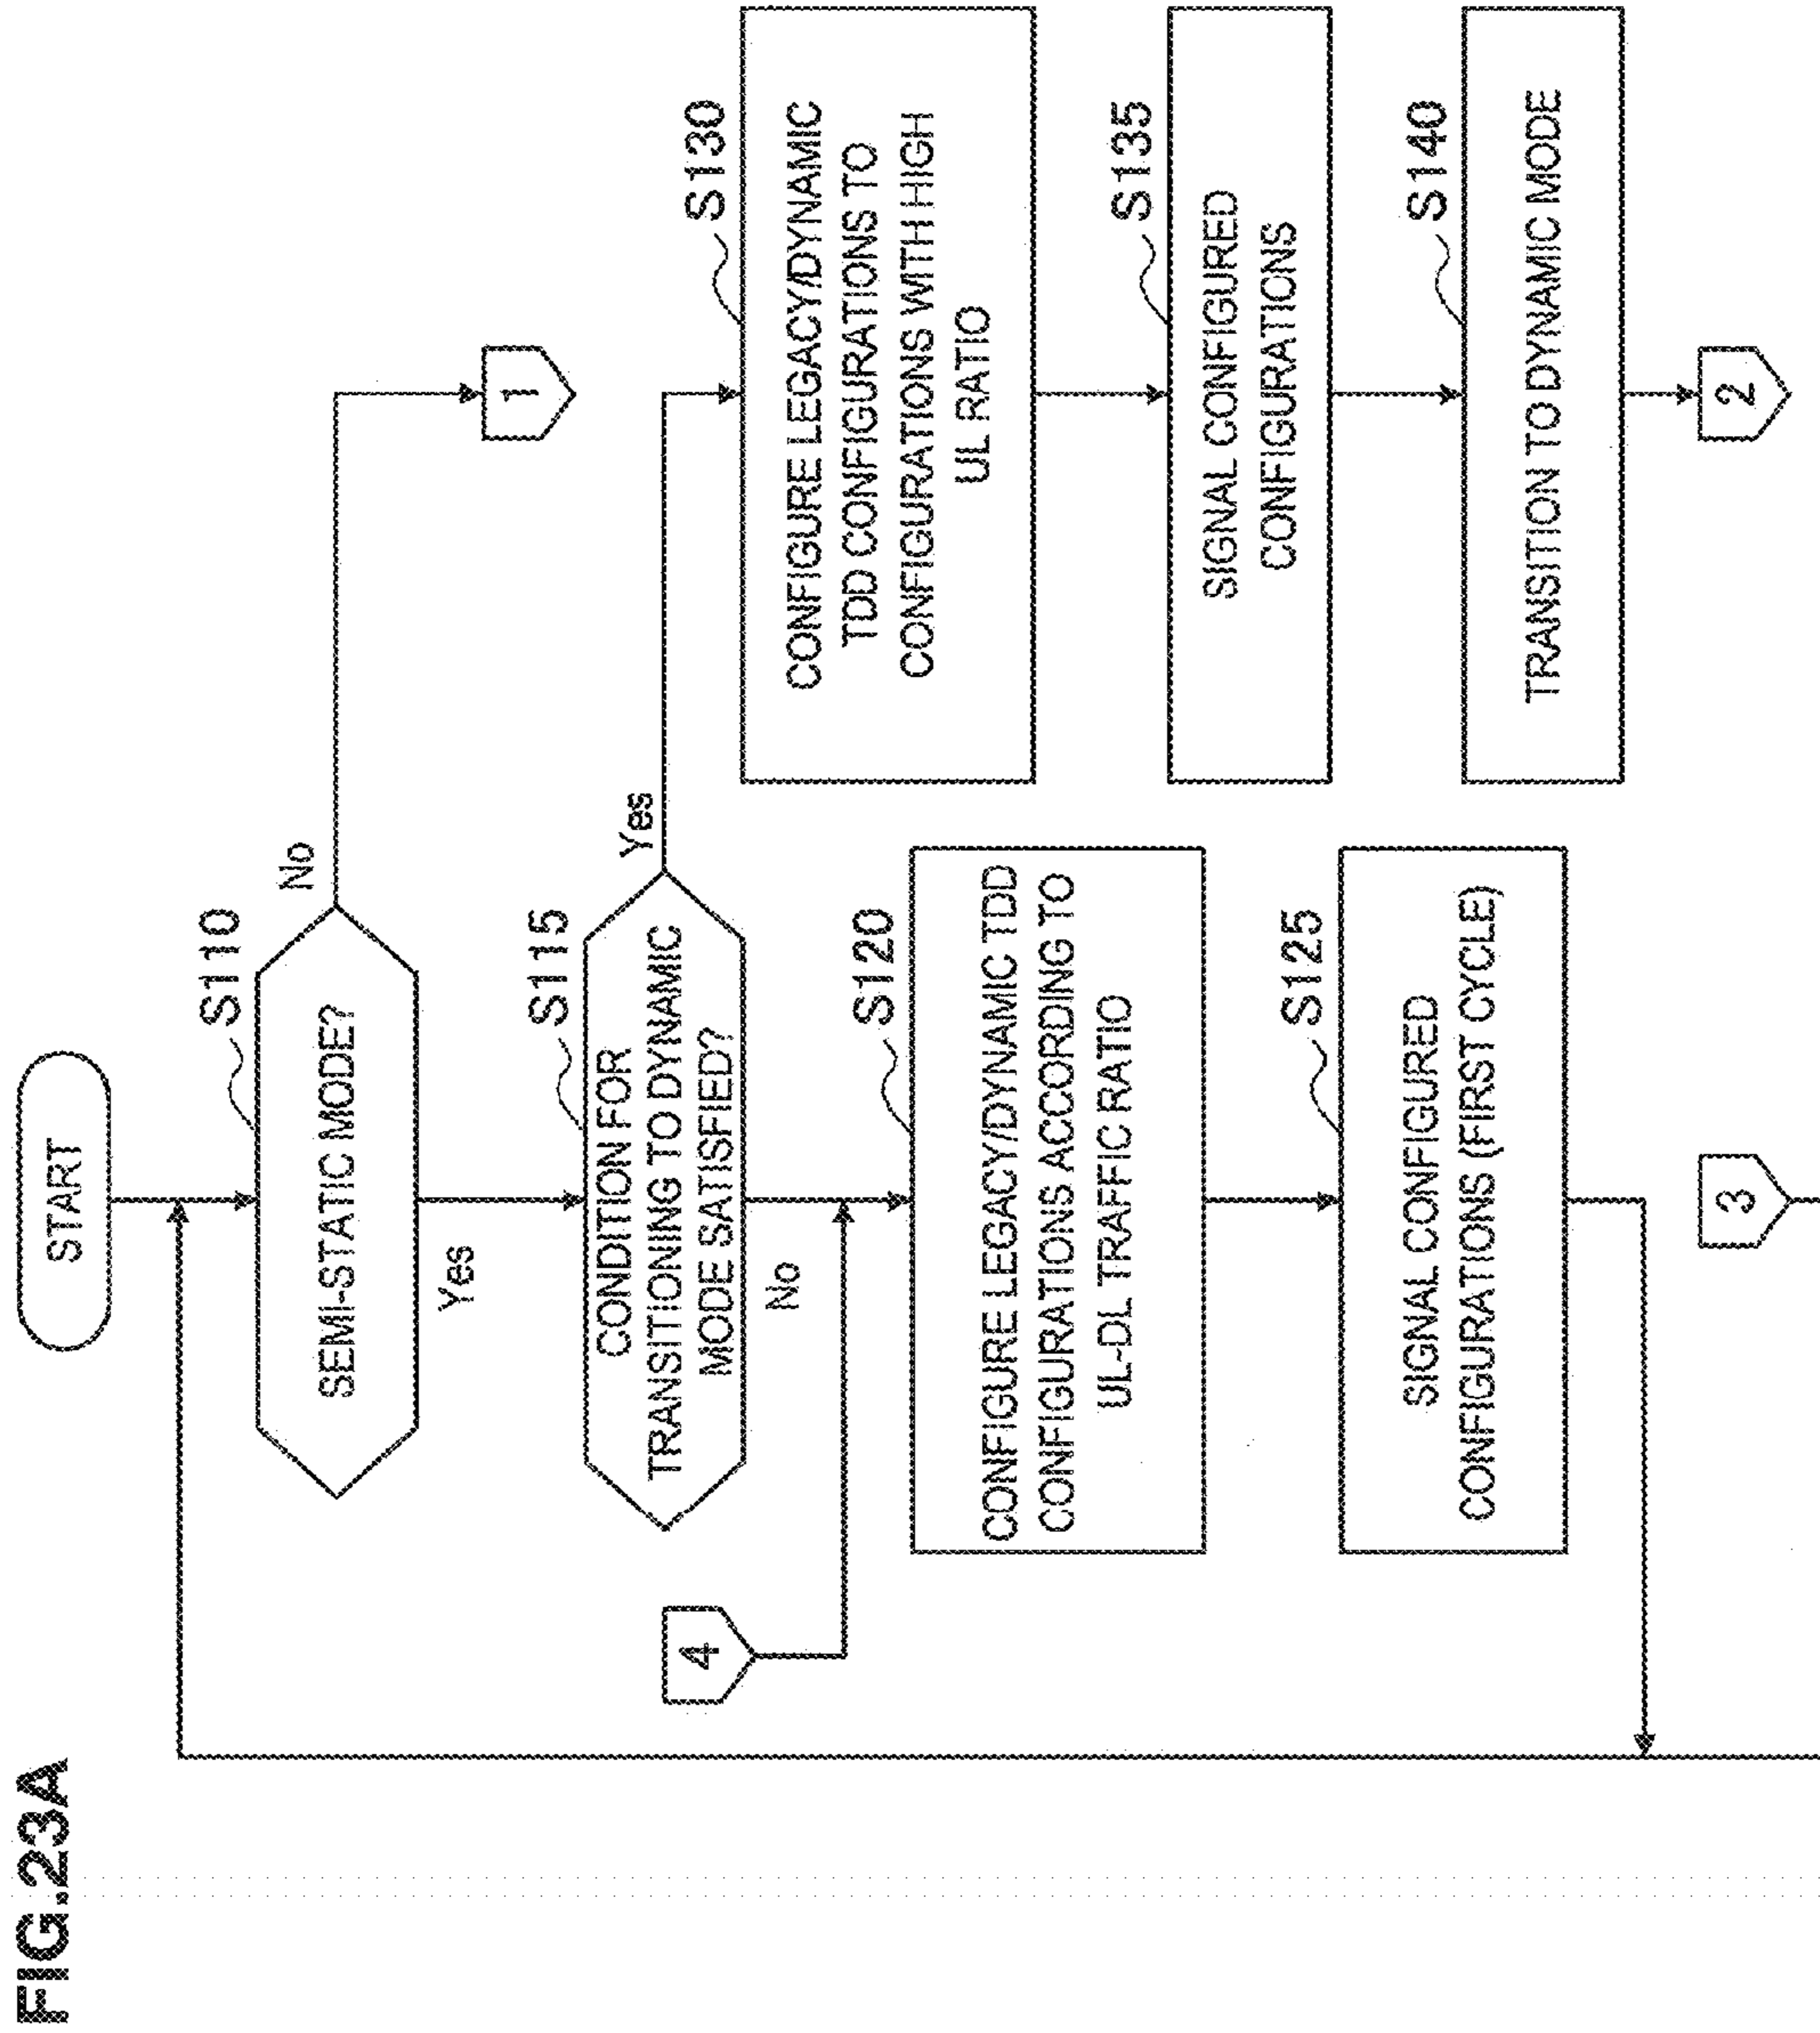 FIG.23A
START
S110
SEMI-STATIC MODE?
No
Yes
1
S115
CONDITION FOR
TRANSITIONING TO DYNAMIC
MODE SATISFIED?
Yes
No
4
S120
CONFIGURE LEGACY/DYNAMIC TDD
CONFIGURATIONS ACCORDING TO
UL-DL TRAFFIC RATIO
S125
SIGNAL CONFIGURED
CONFIGURATIONS (FIRST CYCLE)
S130
CONFIGURE LEGACY/DYNAMIC
TDD CONFIGURATIONS TO
CONFIGURATIONS WITH HIGH
UL RATIO
S135
SIGNAL CONFIGURED
CONFIGURATIONS
S140
TRANSITION TO DYNAMIC MODE
3
2